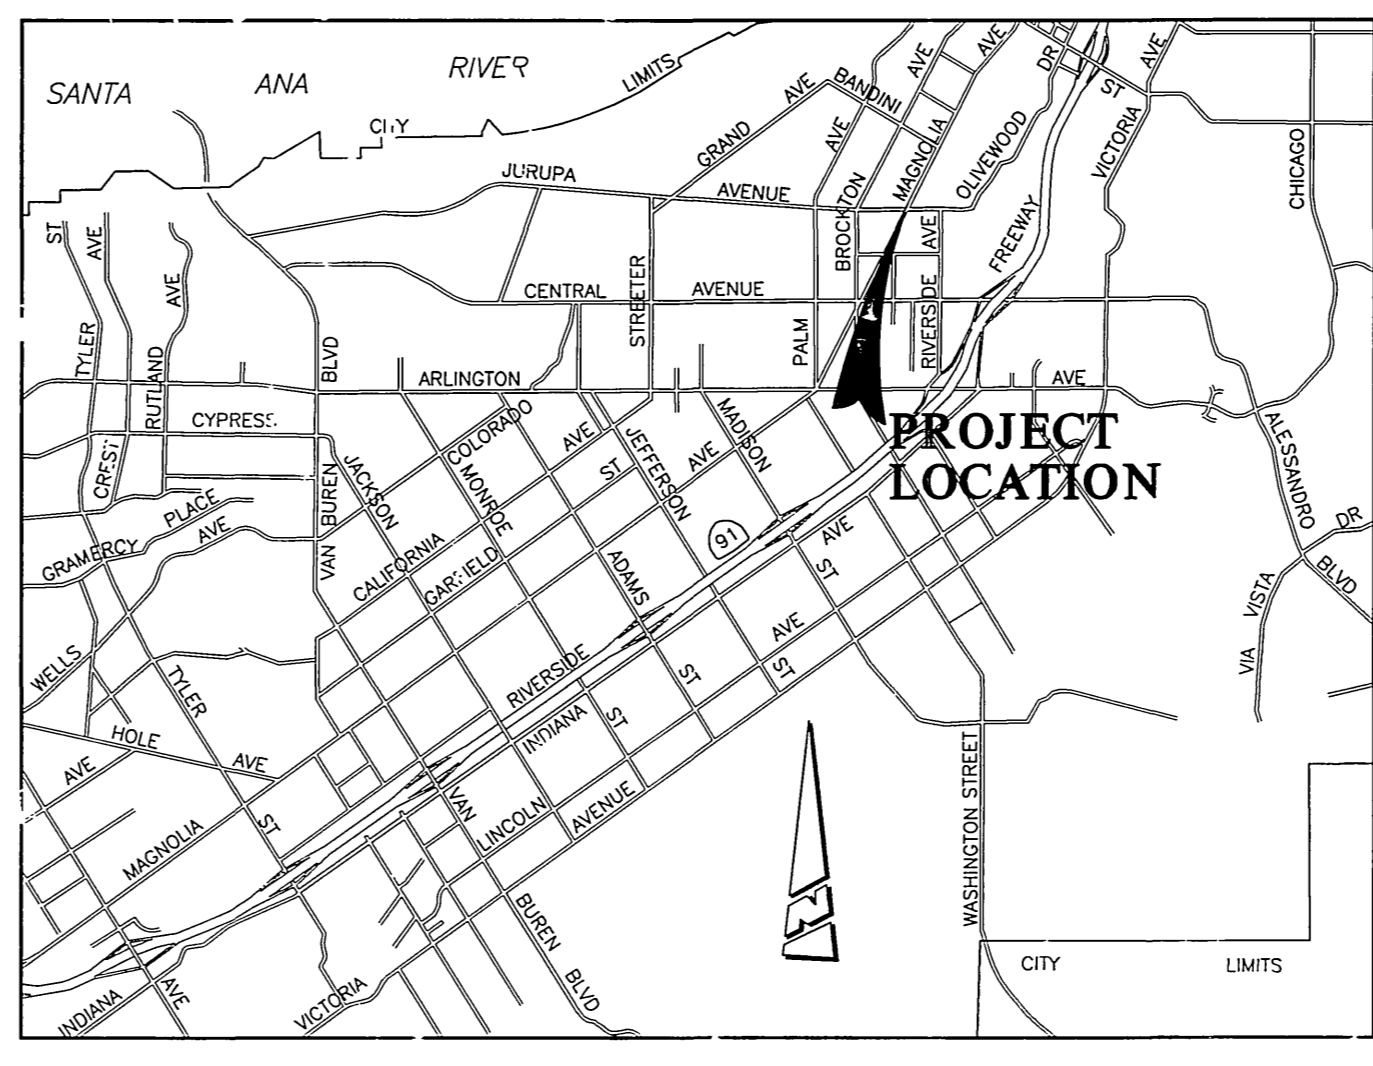 SANTA ANA RIVER
CITY LIMITS
GRAND AVE
BANDINI
AVE
AVE
AVE
DR
ST
AVE
VICTORIA
CHICAGO
JURUPA AVENUE
BROCKTON
MAGNOLIA
OLIVEWOOD
ST
AVE
AVE
TYLER
RUTLAND
CREST
BLVD
STREETER
CENTRAL AVENUE
PALM
RIVERSIDE
AVE
FREEWAY
ARLINGTON
AVE
CYPRESS
COLORADO
AVE
ST
JEFFERSON
AVE
MADISON
PROJECT
LOCATION
VAN BUREN
JACKSON
MONROE
GRAMERCY PLACE
AVE
CALIFORNIA
GARFIELD
ADAMS
91
AVE
ST
ALESSANDRO
BLVD
DR
VIA VISTA
WELLS
TYLER
RIVERSIDE
INDIANA
ST
ST
AVE
ST
HOLE
AVE
AVE
MAGNOLIA
ST
VAN
LINCOLN
AVENUE
BUREN
BLVD
WASHINGTON STREET
N
INDIANA
AVE
VICTORIA
CITY LIMITS